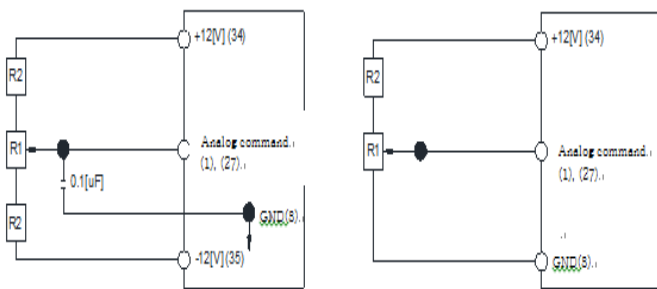 +12[V] (34)
R2
R1
Analog command.
(1), (27).
0.1[uF]
GND(8).
R2
-12[V] (35)
+12[V] (34)
R2
R1
Analog command.
(1), (27).
GND(8).